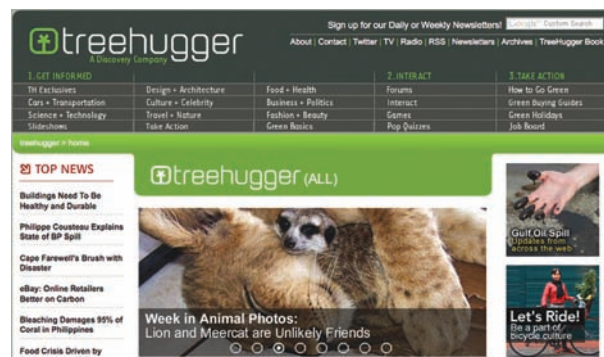 Sign up for our Daily or Weekly Newsletters!
Google Custom Search
treehugger
A Discovery Company
About | Contact | Twitter | TV | Radio | RSS | Newsletters | Archives | TreeHugger Book
1.GET INFORMED
2.INTERACT
3.TAKE ACTION
TH Exclusives
Design + Architecture
Food + Health
Forums
How to Go Green
Cars + Transportation
Culture + Celebrity
Business + Politics
Interact
Green Buying Guides
Science + Technology
Travel + Nature
Fashion + Beauty
Games
Green Holidays
Slideshows
Take Action
Green Basics
Pop Quizzes
Job Board
treehugger > home
TOP NEWS
Buildings Need To Be
Healthy and Durable
Philippe Cousteau Explains
State of BP Spill
Cape Farewell's Brush with
Disaster
eBay: Online Retailers
Better on Carbon
Bleaching Damages 95% of
Coral in Philippines
Food Crisis Driven by
treehugger (ALL)
Week in Animal Photos:
Lion and Meercat are Unlikely Friends
Gulf Oil Spill
Updates from
across the web
Let's Ride!
Be a part of
bicycle culture